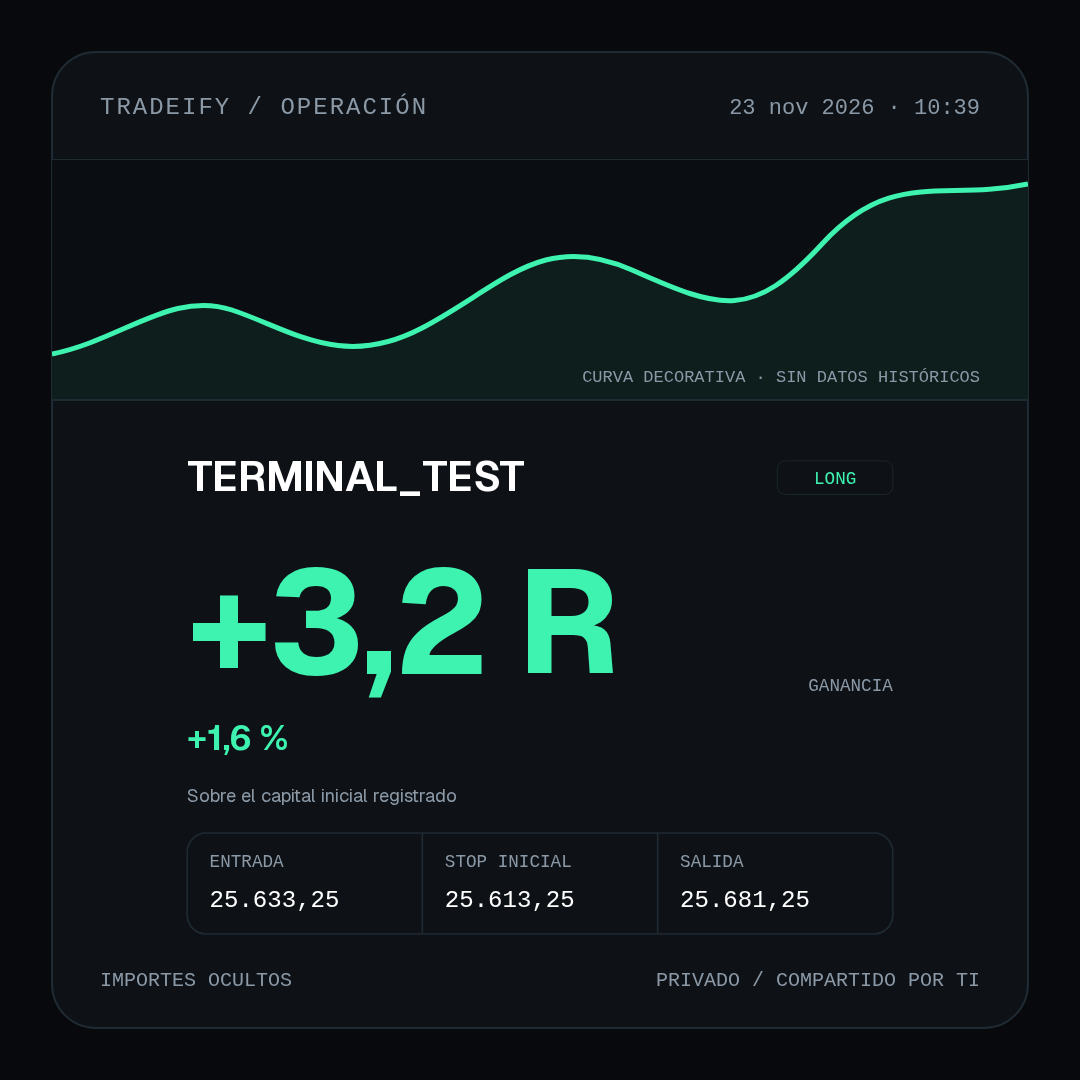 TRADEIFY / OPERACIÓN
23 nov 2026 · 10:39
CURVA DECORATIVA · SIN DATOS HISTÓRICOS
TERMINAL_TEST
LONG
+3,2 R
GANANCIA
+1,6 %
Sobre el capital inicial registrado
ENTRADA
25.633,25
STOP INICIAL
25.613,25
SALIDA
25.681,25
IMPORTES OCULTOS
PRIVADO / COMPARTIDO POR TI